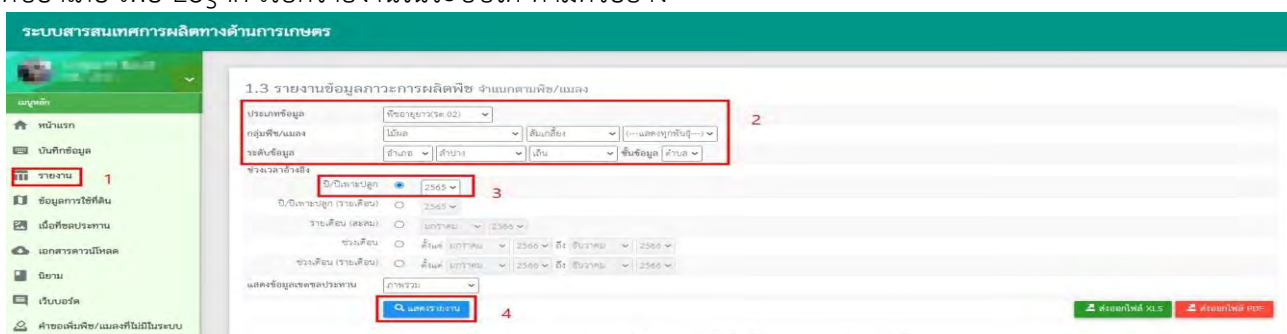 ระบบสารสนเทศการผลิตทางด้านการเกษตร
เมนูหลัก
หน้าแรก
บันทึกข้อมูล
รายงาน 1
ข้อมูลการใช้ที่ดิน
เนื้อที่ชลประทาน
เอกสารดาวน์โหลด
นิยาม
เว็บบอร์ด
คำขอเพิ่มพืช/แมลงที่ไม่มีในระบบ
1.3 รายงานข้อมูลภาวะการผลิตพืช จำแนกตามพืช/แมลง
ประเภทข้อมูล พืชอายุยาว(รต.02) 2
กลุ่มพืช/แมลง ไม้ผล ส้มเกลี้ยง (---แสดงทุกพันธุ์---)
ระดับข้อมูล อำเภอ ลำปาง เถิน ชั้นข้อมูล ตำบล
ช่วงเวลาอ้างอิง
ปี/ปีเพาะปลูก 2565 3
ปี/ปีเพาะปลูก (รายเดือน) 2565
รายเดือน (สะสม) มกราคม 2566
ช่วงเดือน ตั้งแต่ มกราคม 2566 ถึง ธันวาคม 2566
ช่วงเดือน (รายเดือน) ตั้งแต่ มกราคม 2566 ถึง ธันวาคม 2566
แสดงข้อมูลเขตชลประทาน ภาพรวม
แสดงรายงาน 4
ส่งออกไฟล์ XLS ส่งออกไฟล์ PDF